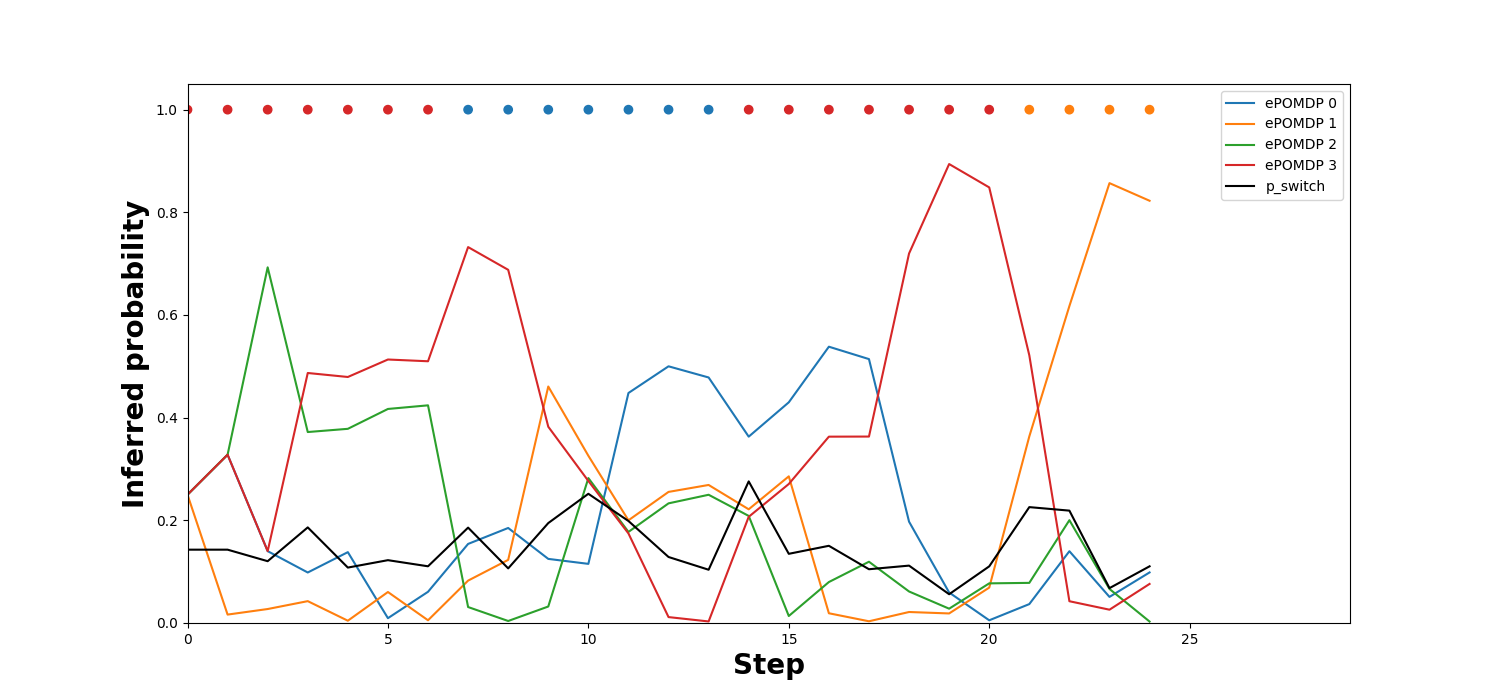 1.0
0.8
0.6
0.4
0.2
0.0
Inferred probability
ePOMDP 0
ePOMDP 1
ePOMDP 2
ePOMDP 3
p_switch
0 5 10 15 20 25
Step